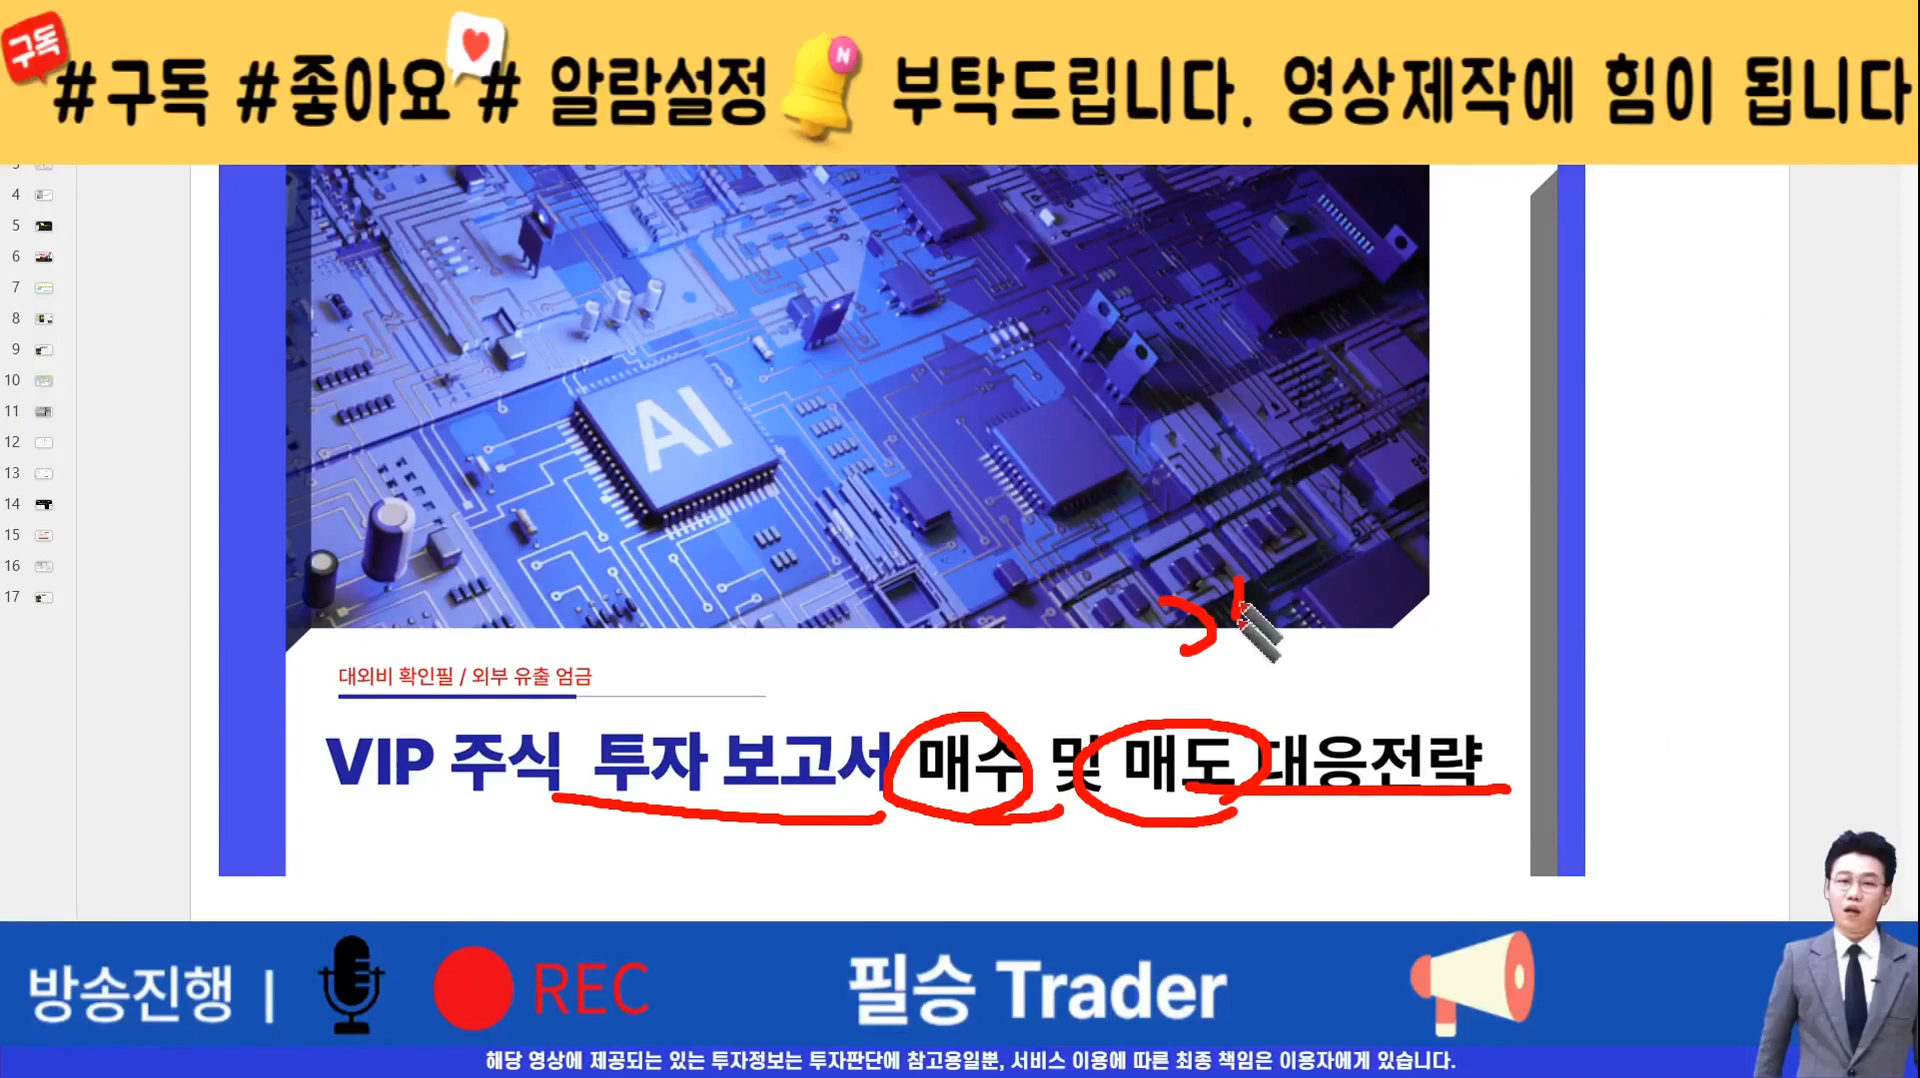 구독
N
#구독 #좋아요 # 알람설정 부탁드립니다. 영상제작에 힘이 됩니다
4
5
6
7
8
9
10
11
12
13
14
15
16
17
AI
대외비 확인필 / 외부 유출 엄금
VIP 주식 투자 보고서 매수 및 매도 대응전략
방송진행 | REC 필승 Trader
해당 영상에 제공되는 있는 투자정보는 투자판단에 참고용일뿐, 서비스 이용에 따른 최종 책임은 이용자에게 있습니다.